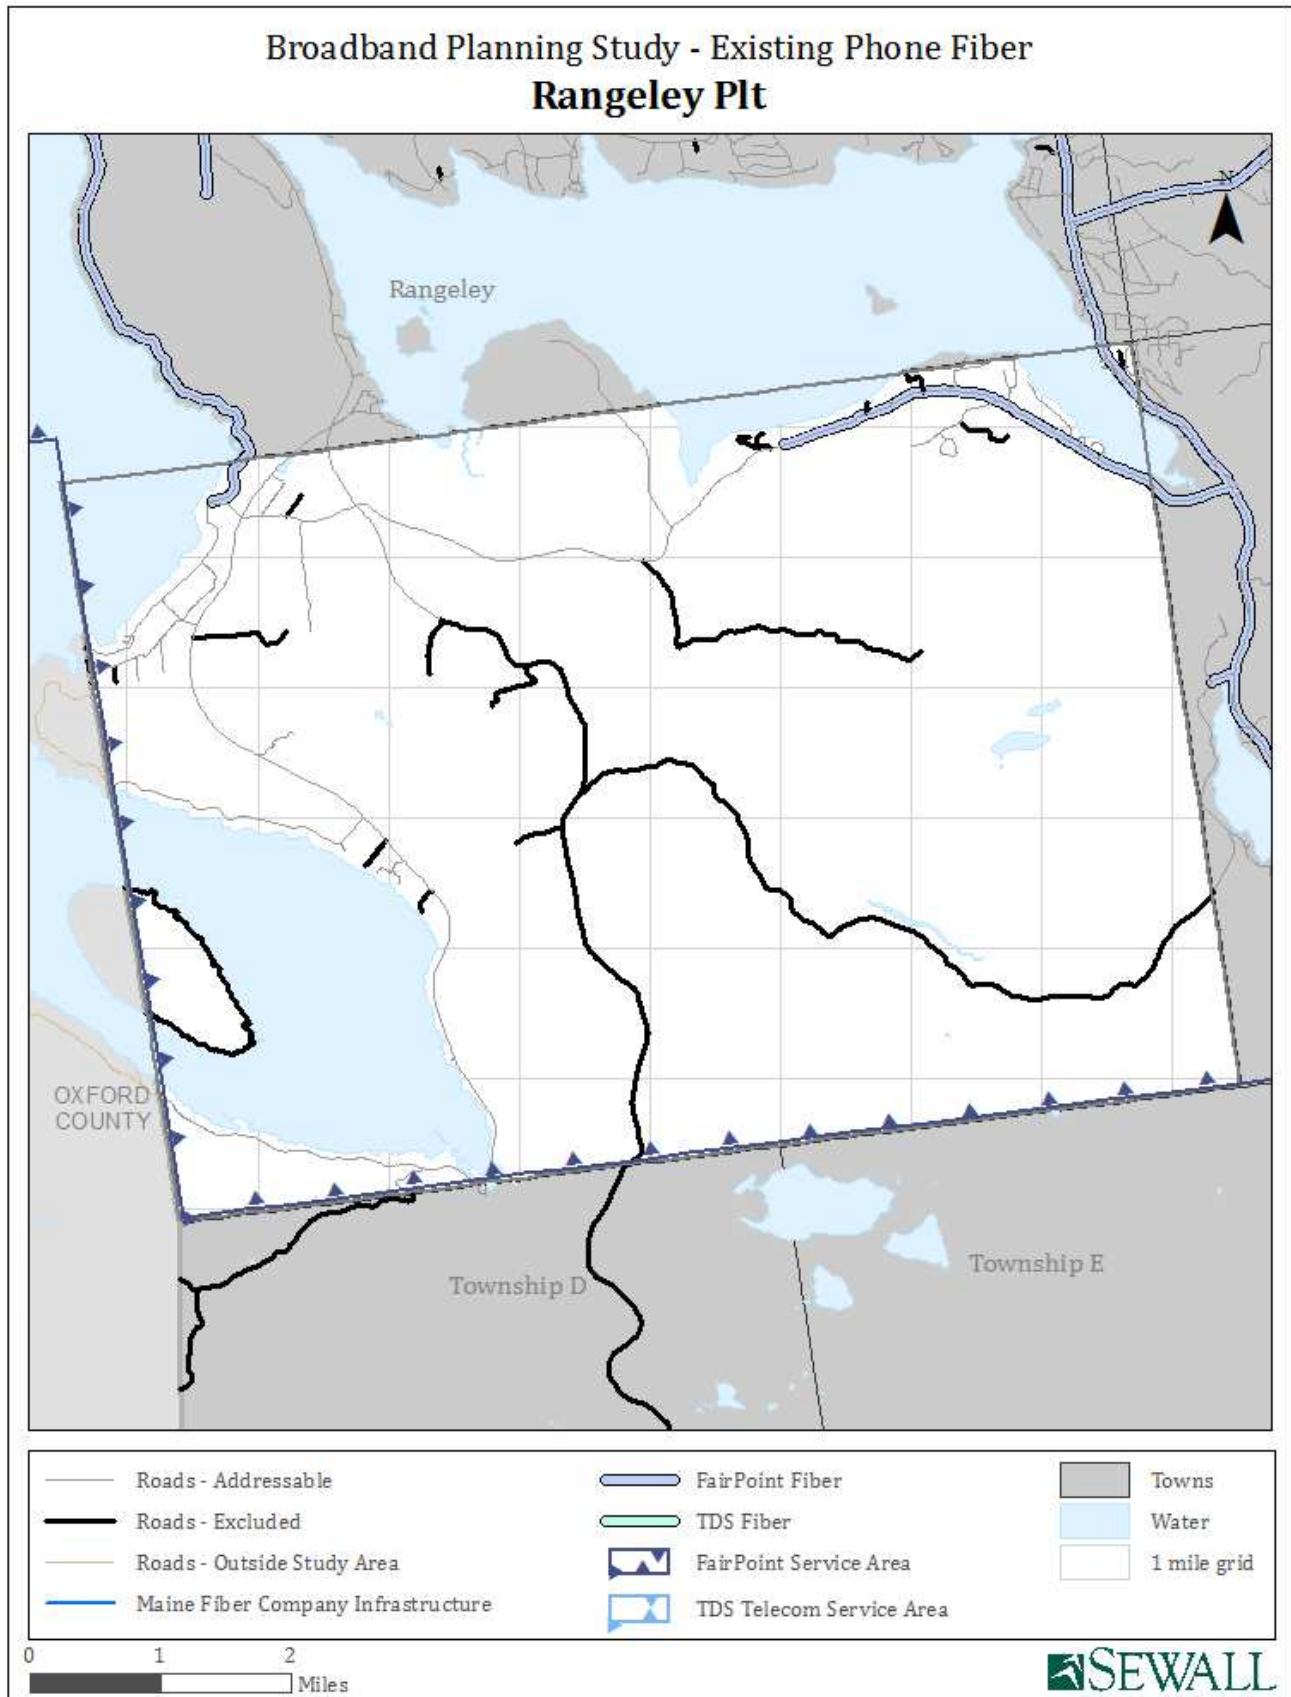 Broadband Planning Study - Existing Phone Fiber
Rangeley Plt
N
Rangeley
OXFORD
COUNTY
Township D
Township E
Roads - Addressable
Roads - Excluded
Roads - Outside Study Area
Maine Fiber Company Infrastructure
FairPoint Fiber
TDS Fiber
FairPoint Service Area
TDS Telecom Service Area
Towns
Water
1 mile grid
0 1 2
Miles
SEWALL